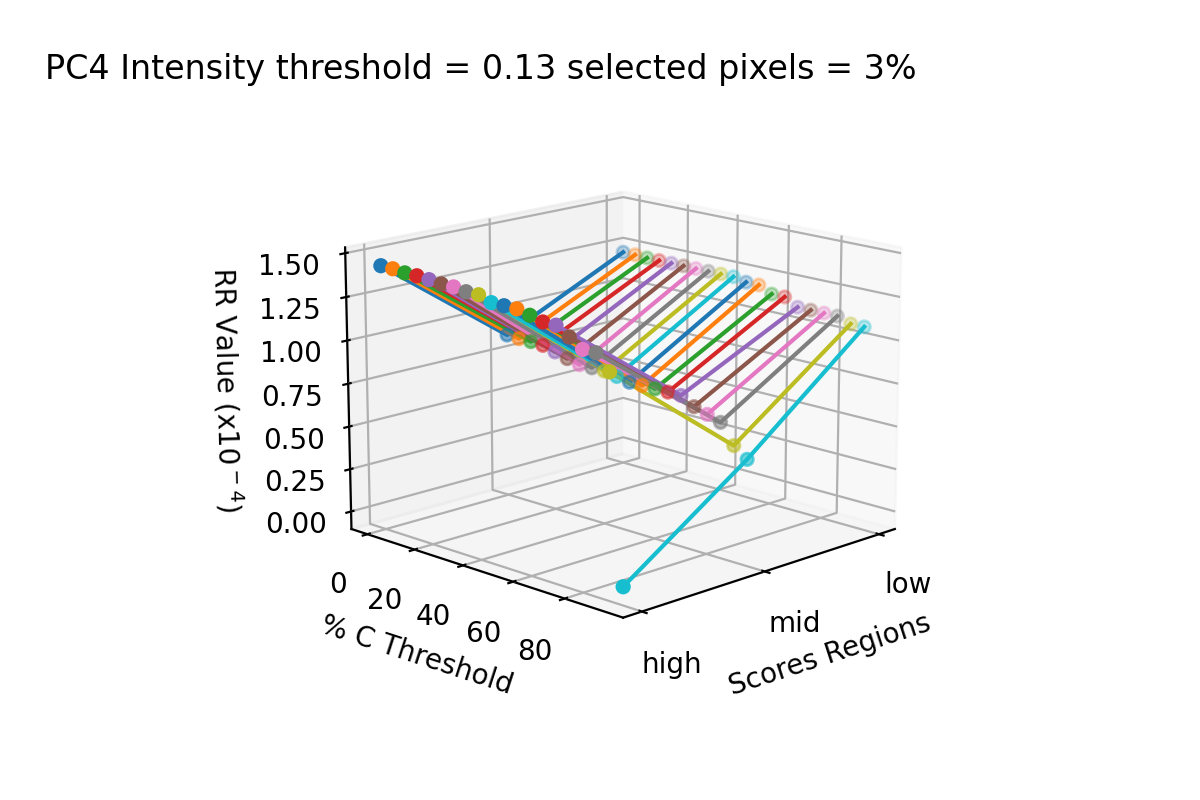 PC4 Intensity threshold = 0.13 selected pixels = 3%
1.50
1.25
1.00
0.75
0.50
0.25
0.00
RR Value (x10⁻⁴)
0
20
40
60
80
% C Threshold
high
mid
low
Scores Regions